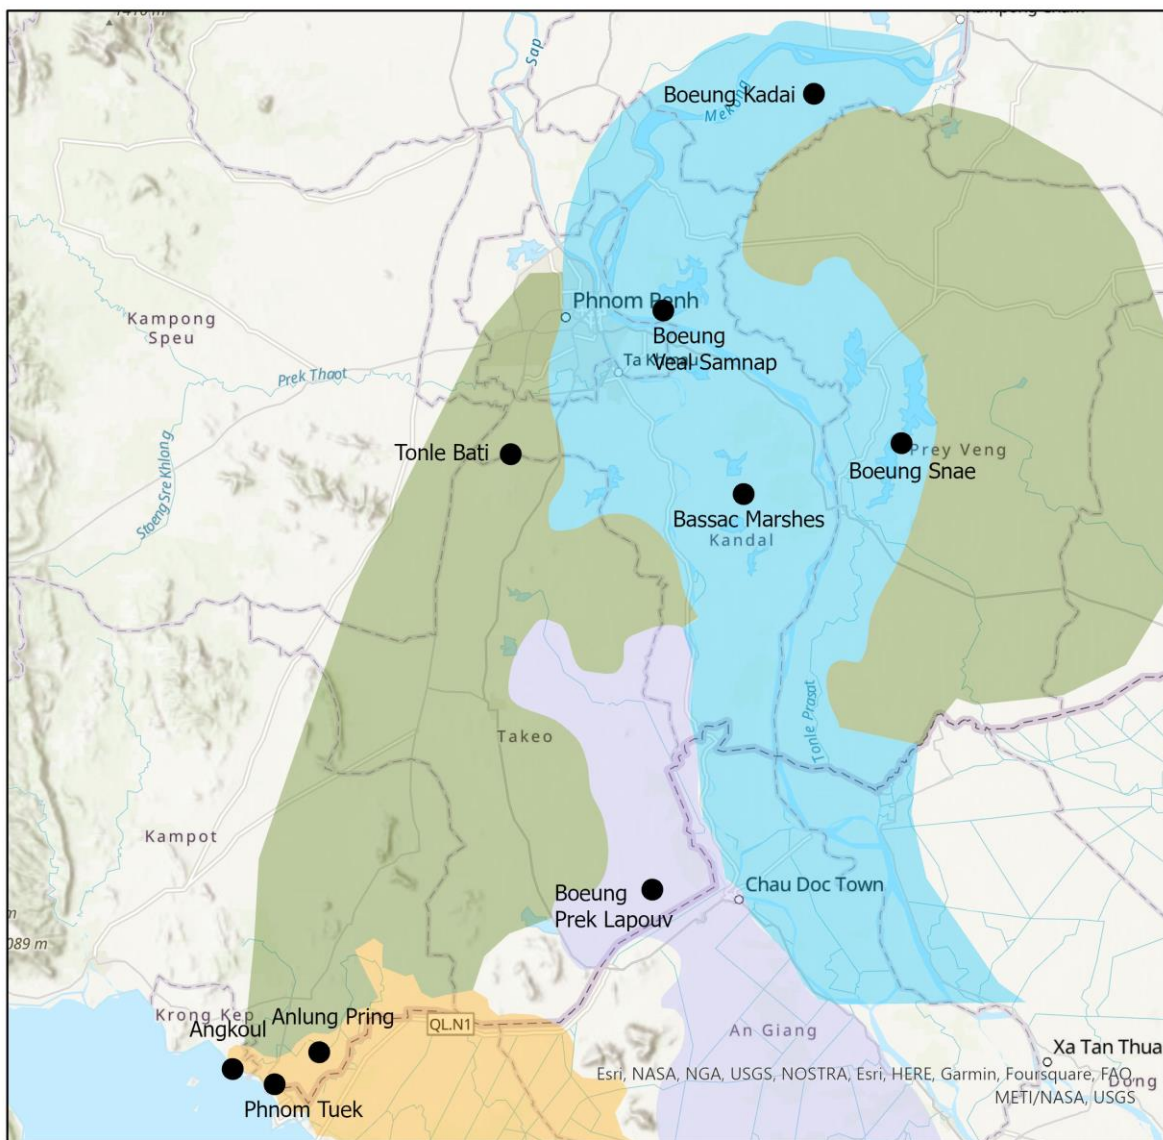 Sap
Boeung Kadai
Mekong
Kampong
Speu
Phnom Penh
Boeung
Veal Samnap
Ta Khmau
Prek Thaot
Stoeng Sre Khlong
Tonle Bati
Prey Veng
Boeung Snae
Bassac Marshes
Kandal
Tonle Prasat
Takeo
Kampot
Boeung
Prek Lapouv
Chau Doc Town
089 m
Krong Kep
Angkoul
Anlung Pring
QL.N1
An Giang
Phnom Tuek
Xa Tan Thua
Dong
Esri, NASA, NGA, USGS, NOSTRA, Esri, HERE, Garmin, Foursquare, FAO,
METI/NASA, USGS